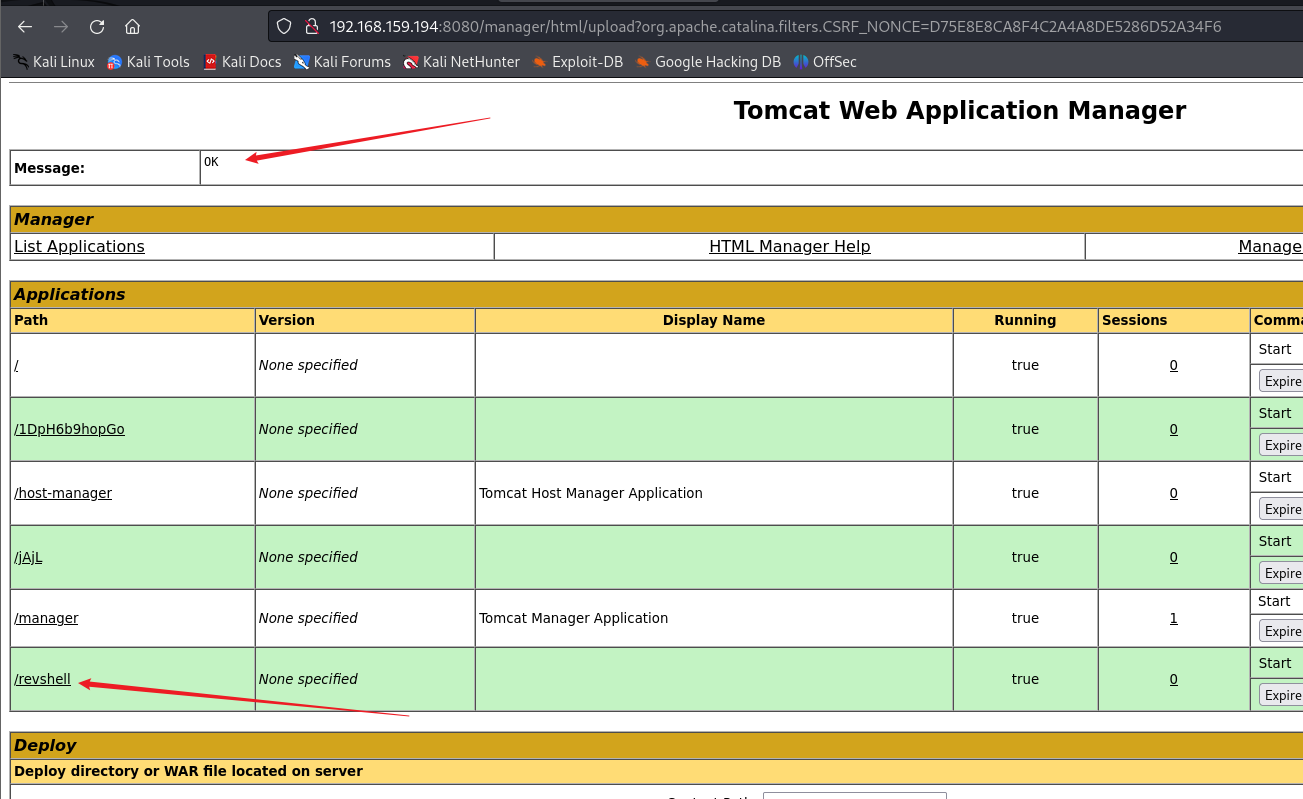 192.168.159.194:8080/manager/html/upload?org.apache.catalina.filters.CSRF_NONCE=D75E8E8CA8F4C2A4A8DE5286D52A34F6
Kali Linux Kali Tools Kali Docs Kali Forums Kali NetHunter Exploit-DB Google Hacking DB OffSec
Tomcat Web Application Manager
Message: OK
Manager
List Applications HTML Manager Help Manage
Applications
Path Version Display Name Running Sessions Comma
/ None specified true 0 Start
Expire
/1DpH6b9hopGo None specified true 0 Start
Expire
/host-manager None specified Tomcat Host Manager Application true 0 Start
Expire
/jAjL None specified true 0 Start
Expire
/manager None specified Tomcat Manager Application true 1 Start
Expire
/revshell None specified true 0 Start
Expire
Deploy
Deploy directory or WAR file located on server